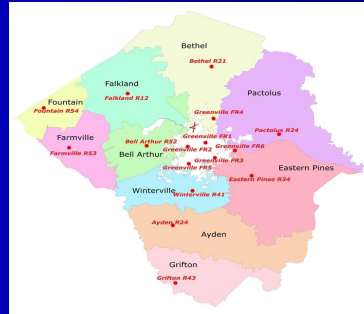 Bethel
Bethel R21
Pactolus
Falkland
Falkland R12
Fountain
Fountain R54
Greenville FR4
Pactolus R24
Farmville
Farmville R53
Bell Arthur R52
Bell Arthur
Greenville FR1
Greenville FR2
Greenville FR6
Greenville FR3
Greenville FR5
Eastern Pines
Eastern Pines R34
Winterville
Winterville R41
Ayden R24
Ayden
Grifton
Grifton R43